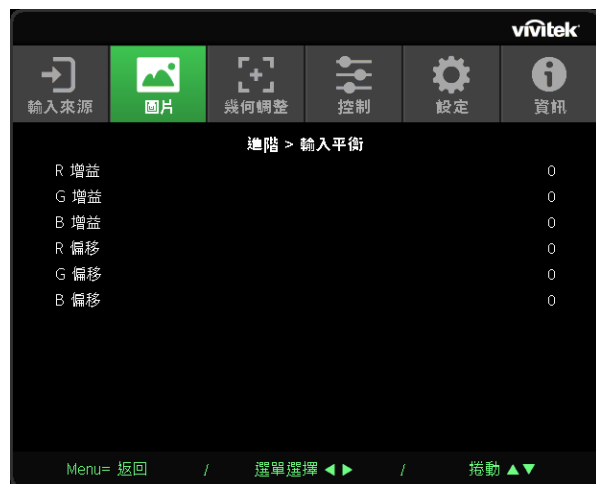 vivitek
輸入來源 圖片 幾何調整 控制 設定 資訊
進階 > 輸入平衡
R 增益 0
G 增益 0
B 增益 0
R 偏移 0
G 偏移 0
B 偏移 0
Menu= 返回 / 選單選擇 ◀ ▶ / 捲動 ▲▼